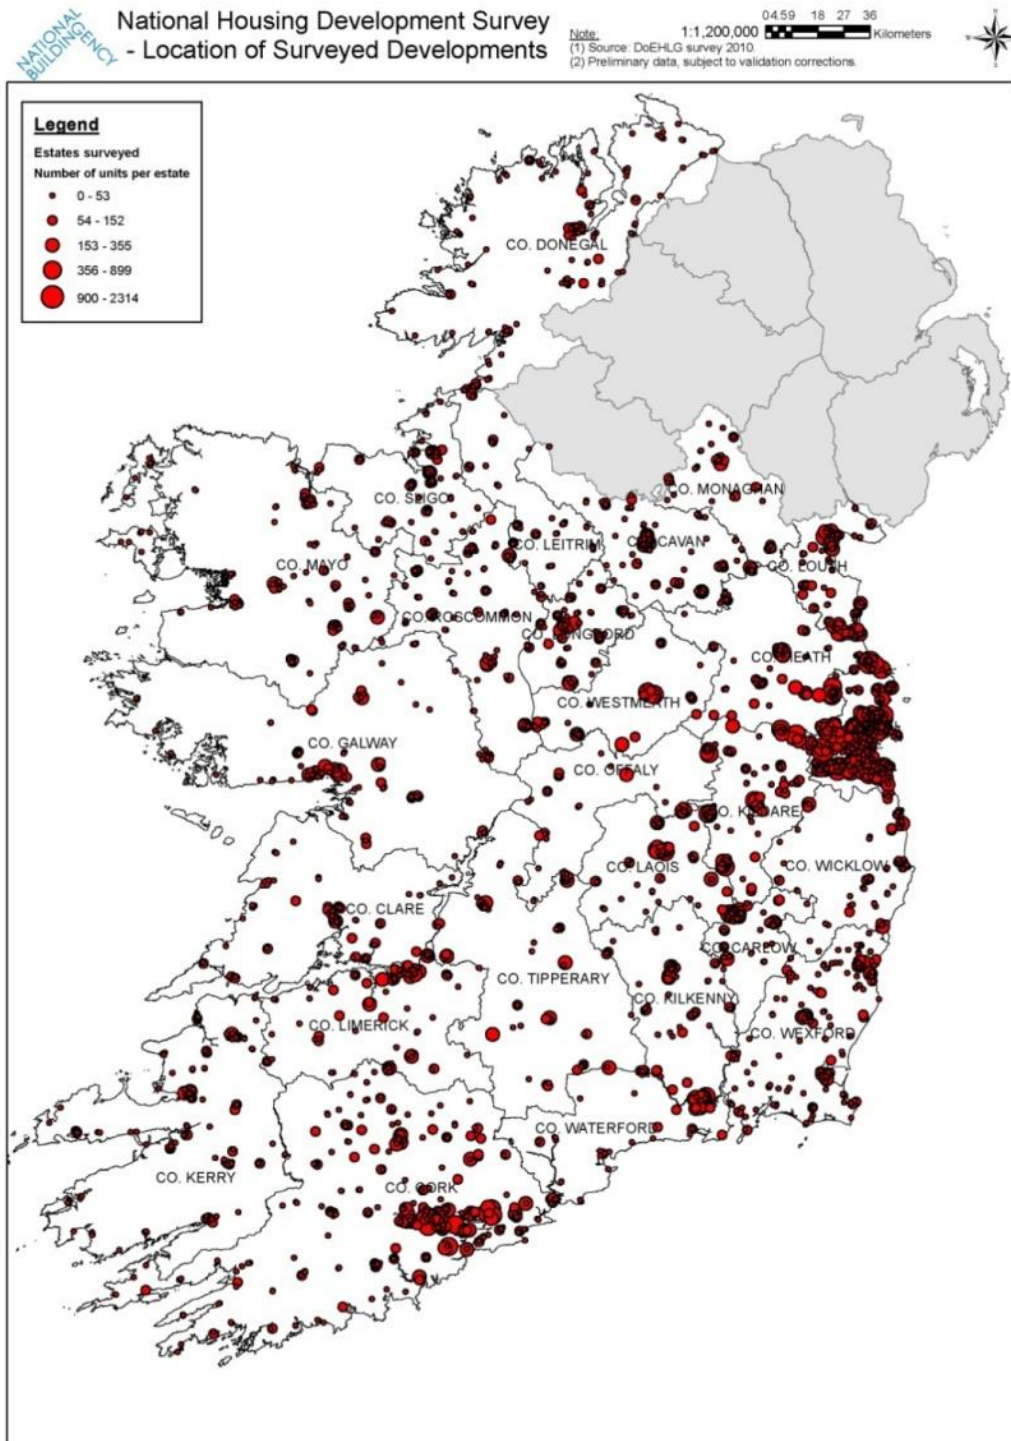 NATIONAL
BUILDINGENCY
National Housing Development Survey
- Location of Surveyed Developments
Note:
1:1,200,000
0 4.5 9 18 27 36
Kilometers
(1) Source: DoEHLG survey 2010.
(2) Preliminary data, subject to validation corrections.
Legend
Estates surveyed
Number of units per estate
0 - 53
54 - 152
153 - 355
356 - 899
900 - 2314
CO. DONEGAL
CO. MONAGHAN
CO. SLIGO
CO. LEITRIM
CO. CAVAN
CO. LOUTH
CO. MAYO
CO. ROSCOMMON
CO. LONGFORD
CO. MEATH
CO. WESTMEATH
CO. GALWAY
CO. OFFALY
CO. KILDARE
CO. LAOIS
CO. WICKLOW
CO. CLARE
CO. CARLOW
CO. TIPPERARY
CO. KILKENNY
CO. LIMERICK
CO. WEXFORD
CO. WATERFORD
CO. KERRY
CO. CORK